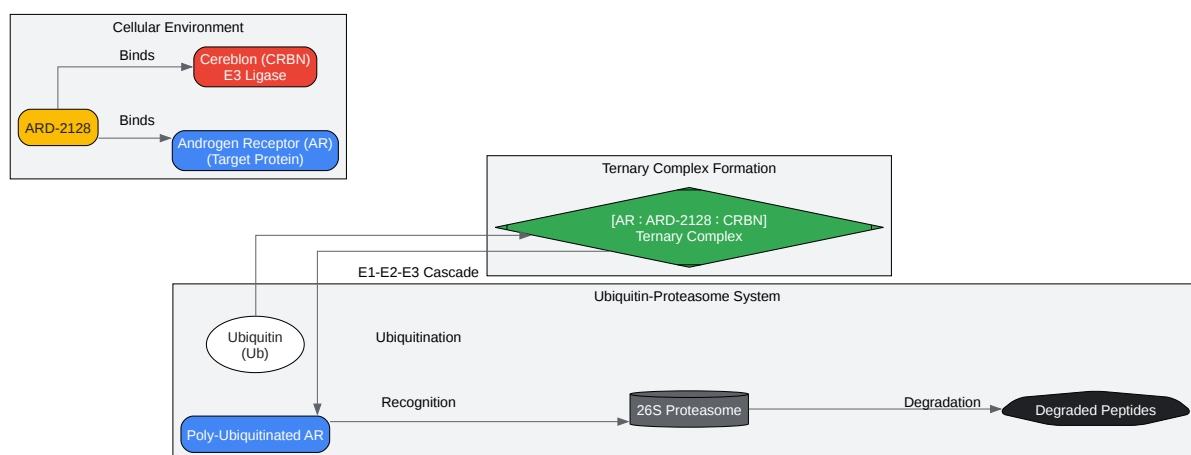 Cellular Environment
Binds
Cereblon (CRBN)
E3 Ligase
ARD-2128
Binds
Androgen Receptor (AR)
(Target Protein)
Ternary Complex Formation
[AR : ARD-2128 : CRBN]
Ternary Complex
E1-E2-E3 Cascade
Ubiquitin-Proteasome System
Ubiquitin
(Ub)
Ubiquitination
Poly-Ubiquitinated AR
Recognition
26S Proteasome
Degradation
Degraded Peptides